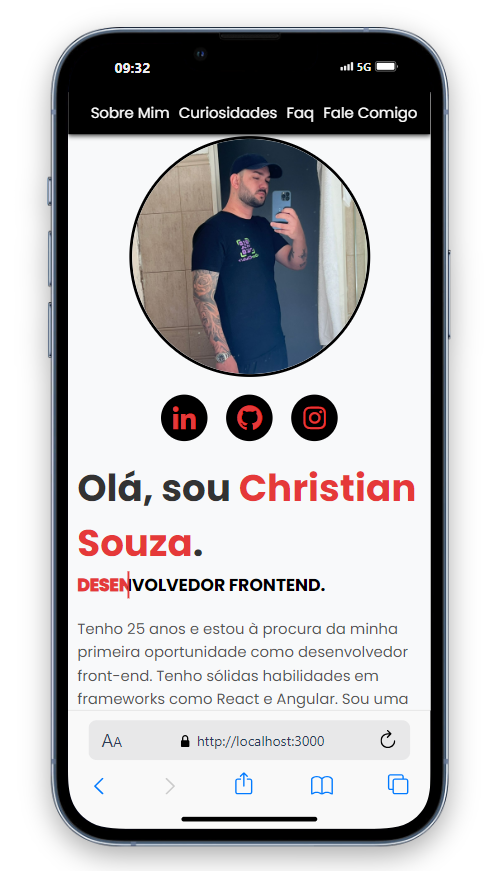 09:32
5G
Sobre Mim Curiosidades Faq Fale Comigo
in
Olá, sou Christian
Souza.
DESENVOLVEDOR FRONTEND.
Tenho 25 anos e estou à procura da minha
primeira oportunidade como desenvolvedor
front-end. Tenho sólidas habilidades em
frameworks como React e Angular. Sou uma
AA http://localhost:3000